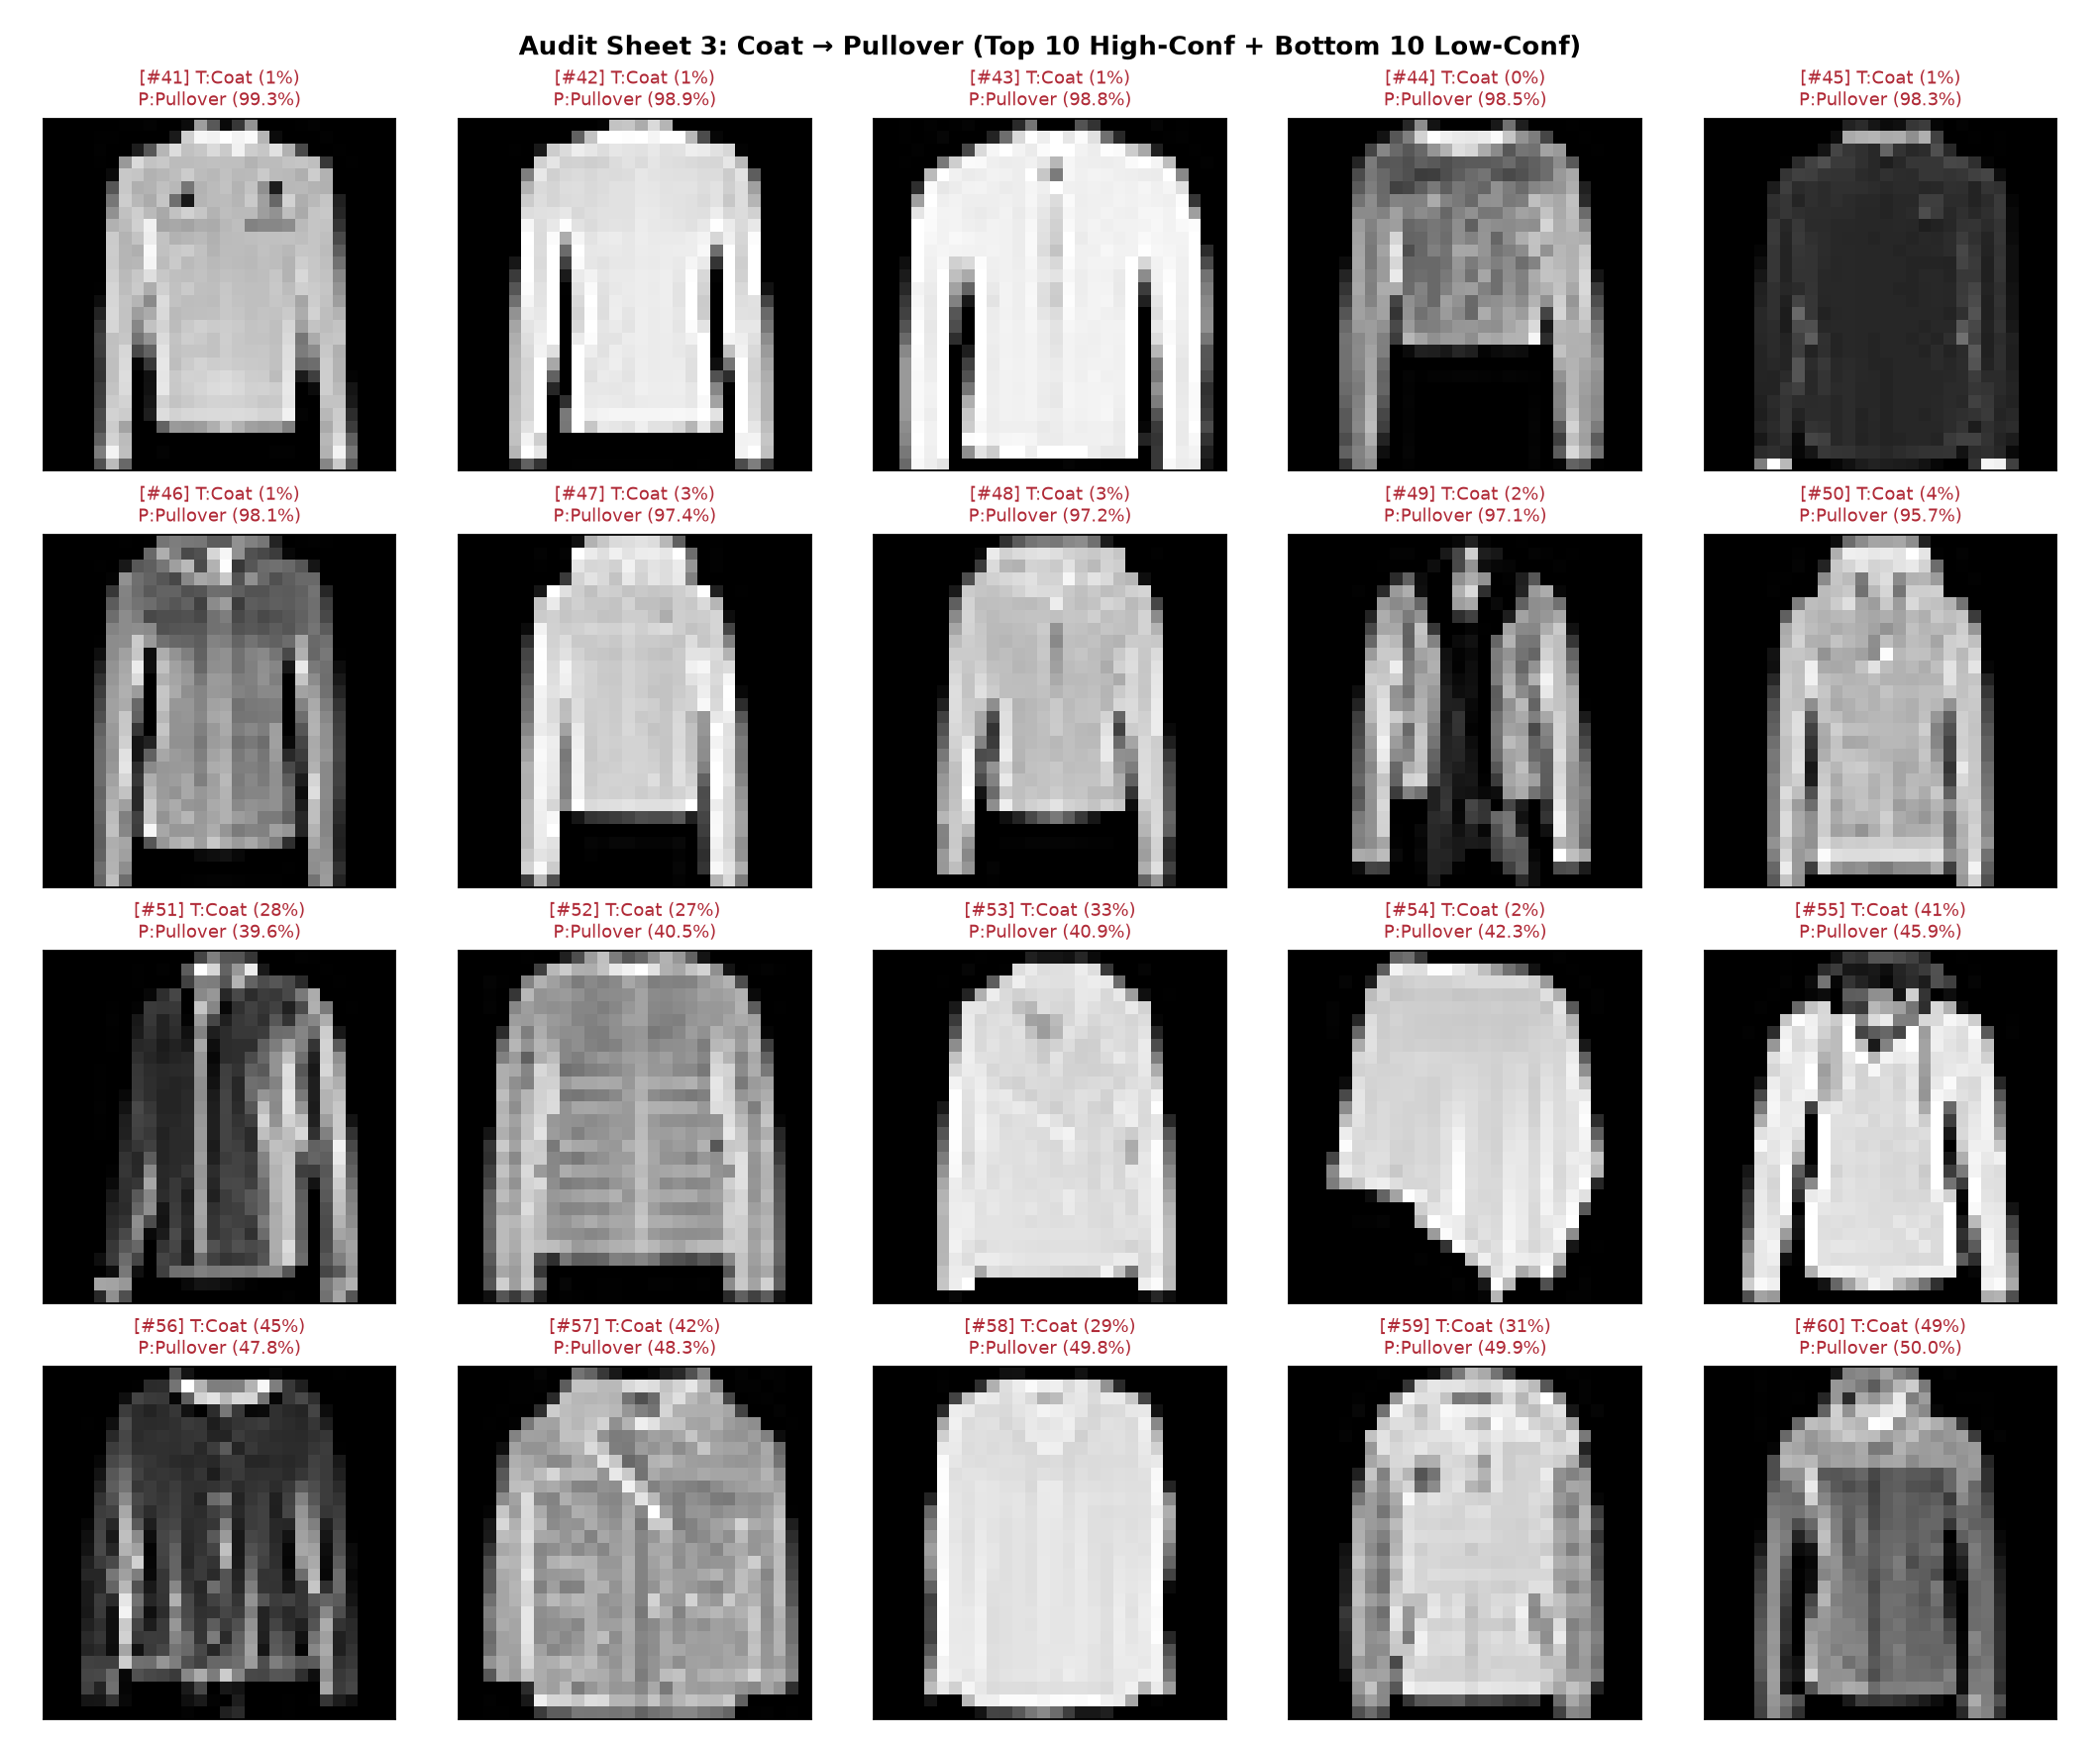 Audit Sheet 3: Coat → Pullover (Top 10 High-Conf + Bottom 10 Low-Conf)
[#41] T:Coat (1%)
P:Pullover (99.3%)
[#42] T:Coat (1%)
P:Pullover (98.9%)
[#43] T:Coat (1%)
P:Pullover (98.8%)
[#44] T:Coat (0%)
P:Pullover (98.5%)
[#45] T:Coat (1%)
P:Pullover (98.3%)
[#46] T:Coat (1%)
P:Pullover (98.1%)
[#47] T:Coat (3%)
P:Pullover (97.4%)
[#48] T:Coat (3%)
P:Pullover (97.2%)
[#49] T:Coat (2%)
P:Pullover (97.1%)
[#50] T:Coat (4%)
P:Pullover (95.7%)
[#51] T:Coat (28%)
P:Pullover (39.6%)
[#52] T:Coat (27%)
P:Pullover (40.5%)
[#53] T:Coat (33%)
P:Pullover (40.9%)
[#54] T:Coat (2%)
P:Pullover (42.3%)
[#55] T:Coat (41%)
P:Pullover (45.9%)
[#56] T:Coat (45%)
P:Pullover (47.8%)
[#57] T:Coat (42%)
P:Pullover (48.3%)
[#58] T:Coat (29%)
P:Pullover (49.8%)
[#59] T:Coat (31%)
P:Pullover (49.9%)
[#60] T:Coat (49%)
P:Pullover (50.0%)